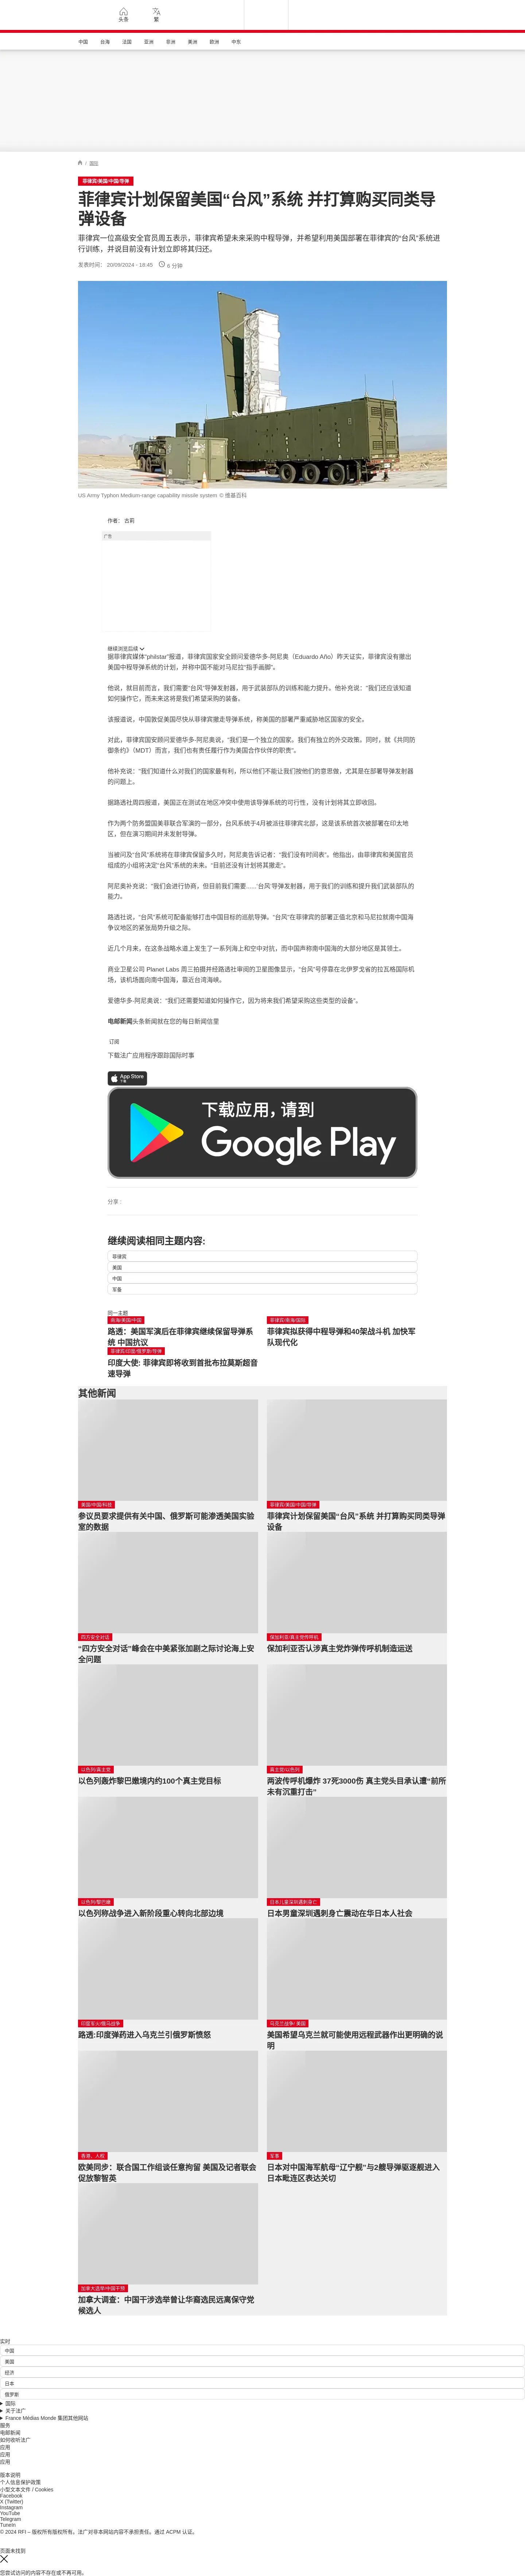 头条
繁
中国
台海
法国
亚洲
非洲
美洲
欧洲
中东
/ 国际
菲律宾/美国/中国/导弹
菲律宾计划保留美国“台风”系统 并打算购买同类导
弹设备
菲律宾一位高级安全官员周五表示，菲律宾希望未来采购中程导弹，并希望利用美国部署在菲律宾的“台风”系统进
行训练，并说目前没有计划立即将其归还。
发表时间： 20/09/2024 - 18:45
6 分钟
US Army Typhon Medium-range capability missile system © 维基百科
作者： 古莉
广告
继续浏览后续
据菲律宾媒体“philstar”报道，菲律宾国家安全顾问爱德华多-阿尼奥（Eduardo Año）昨天证实，菲律宾没有撤出
美国中程导弹系统的计划，并称中国不能对马尼拉”指手画脚”。
他说，就目前而言，我们需要“台风”导弹发射器，用于武装部队的训练和能力提升。他补充说：“我们还应该知道
如何操作它，而未来这将是我们希望采购的装备。
该报道说，中国敦促美国尽快从菲律宾撤走导弹系统，称美国的部署严重威胁地区国家的安全。
对此，菲律宾国安顾问爱德华多-阿尼奥说，“我们是一个独立的国家。我们有独立的外交政策。同时，就《共同防
御条约》（MDT）而言，我们也有责任履行作为美国合作伙伴的职责”。
他补充说：“我们知道什么对我们的国家最有利，所以他们不能让我们按他们的意思做，尤其是在部署导弹发射器
的问题上。
据路透社周四报道，美国正在测试在地区冲突中使用该导弹系统的可行性，没有计划将其立即收回。
作为两个防务盟国美菲联合军演的一部分，台风系统于4月被派往菲律宾北部，这是该系统首次被部署在印太地
区，但在演习期间并未发射导弹。
当被问及“台风”系统将在菲律宾保留多久时，阿尼奥告诉记者：“我们没有时间表”。他指出，由菲律宾和美国官员
组成的小组将决定“台风”系统的未来。“目前还没有计划将其撤走”。
阿尼奥补充说：“我们会进行协商，但目前我们需要......‘台风’导弹发射器，用于我们的训练和提升我们武装部队的
能力。
路透社说，“台风”系统可配备能够打击中国目标的巡航导弹。“台风”在菲律宾的部署正值北京和马尼拉就南中国海
争议地区的紧张局势升级之际。
近几个月来，在这条战略水道上发生了一系列海上和空中对抗，而中国声称南中国海的大部分地区是其领土。
商业卫星公司 Planet Labs 周三拍摄并经路透社审阅的卫星图像显示，“台风”号停靠在北伊罗戈省的拉瓦格国际机
场，该机场面向南中国海，靠近台湾海峡。
爱德华多-阿尼奥说：“我们还需要知道如何操作它，因为将来我们希望采购这些类型的设备”。
电邮新闻头条新闻就在您的每日新闻信里
订阅
下载法广应用程序跟踪国际时事
App Store
下载
下载应用，请到
Google Play
分享 :
继续阅读相同主题内容:
菲律宾
美国
中国
军备
同一主题
南海/美国/中国
路透：美国军演后在菲律宾继续保留导弹系
统 中国抗议
菲律宾/南海/国际
菲律宾拟获得中程导弹和40架战斗机 加快军
队现代化
菲律宾/印度/俄罗斯/导弹
印度大使: 菲律宾即将收到首批布拉莫斯超音
速导弹
其他新闻
美国/中国/科技
参议员要求提供有关中国、俄罗斯可能渗透美国实验
室的数据
菲律宾/美国/中国/导弹
菲律宾计划保留美国“台风”系统 并打算购买同类导弹
设备
四方安全对话
“四方安全对话”峰会在中美紧张加剧之际讨论海上安
全问题
保加利亚/真主党传呼机
保加利亚否认涉真主党炸弹传呼机制造运送
以色列/真主党
以色列轰炸黎巴嫩境内约100个真主党目标
真主党/以色列
两波传呼机爆炸 37死3000伤 真主党头目承认遭“前所
未有沉重打击”
以色列/黎巴嫩
以色列称战争进入新阶段重心转向北部边境
日本儿童深圳遇刺身亡
日本男童深圳遇刺身亡震动在华日本人社会
印度军火/俄乌战争
路透:印度弹药进入乌克兰引俄罗斯愤怒
乌克兰战争/ 美国
美国希望乌克兰就可能使用远程武器作出更明确的说
明
香港、人权
欧美同步：联合国工作组谈任意拘留 美国及记者联会
促放黎智英
军事
日本对中国海军航母“辽宁舰”与2艘导弹驱逐舰进入
日本毗连区表达关切
加拿大选举/中国干预
加拿大调查：中国干涉选举曾让华裔选民远离保守党
候选人
实时
中国
美国
经济
日本
俄罗斯
国际
关于法广
France Médias Monde 集团其他网站
服务
电邮新闻
如何收听法广
应用
应用
应用
版本说明
个人信息保护政策
小型文本文件 / Cookies
Facebook
X (Twitter)
Instagram
YouTube
Telegram
TuneIn
© 2024 RFI – 版权所有版权所有。法广对非本网站内容不承担责任。通过 ACPM 认证。
页面未找到
您尝试访问的内容不存在或不再可用。